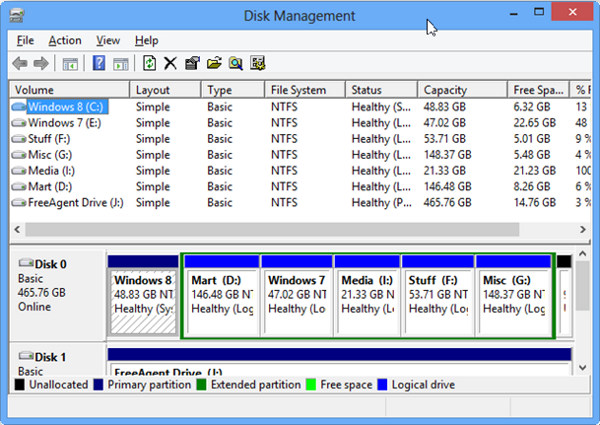 Disk Management
File Action View Help
Volume Layout Type File System Status Capacity Free Spa... % F
Windows 8 (C:) Simple Basic NTFS Healthy (S... 48.83 GB 6.32 GB 13
Windows 7 (E:) Simple Basic NTFS Healthy (L... 47.02 GB 22.65 GB 48
Stuff (F:) Simple Basic NTFS Healthy (L... 53.71 GB 5.01 GB 9 %
Misc (G:) Simple Basic NTFS Healthy (L... 148.37 GB 5.48 GB 4 %
Media (I:) Simple Basic NTFS Healthy (L... 21.33 GB 21.23 GB 100
Mart (D:) Simple Basic NTFS Healthy (L... 146.48 GB 8.26 GB 6 %
FreeAgent Drive (J:) Simple Basic NTFS Healthy (P... 465.76 GB 14.76 GB 3 %
Disk 0
Basic
465.76 GB
Online
Windows 8 Mart (D:) Windows 7 Media (I:) Stuff (F:) Misc (G:)
48.83 GB NT 146.48 GB NT 47.02 GB NT 21.33 GB NT 53.71 GB NT 148.37 GB NT
Healthy (Sy: Healthy (Log Healthy (Lo Healthy (Lo Healthy (Log Healthy (Log
Disk 1
Basic
FreeAgent Drive (J:)
Unallocated Primary partition Extended partition Free space Logical drive